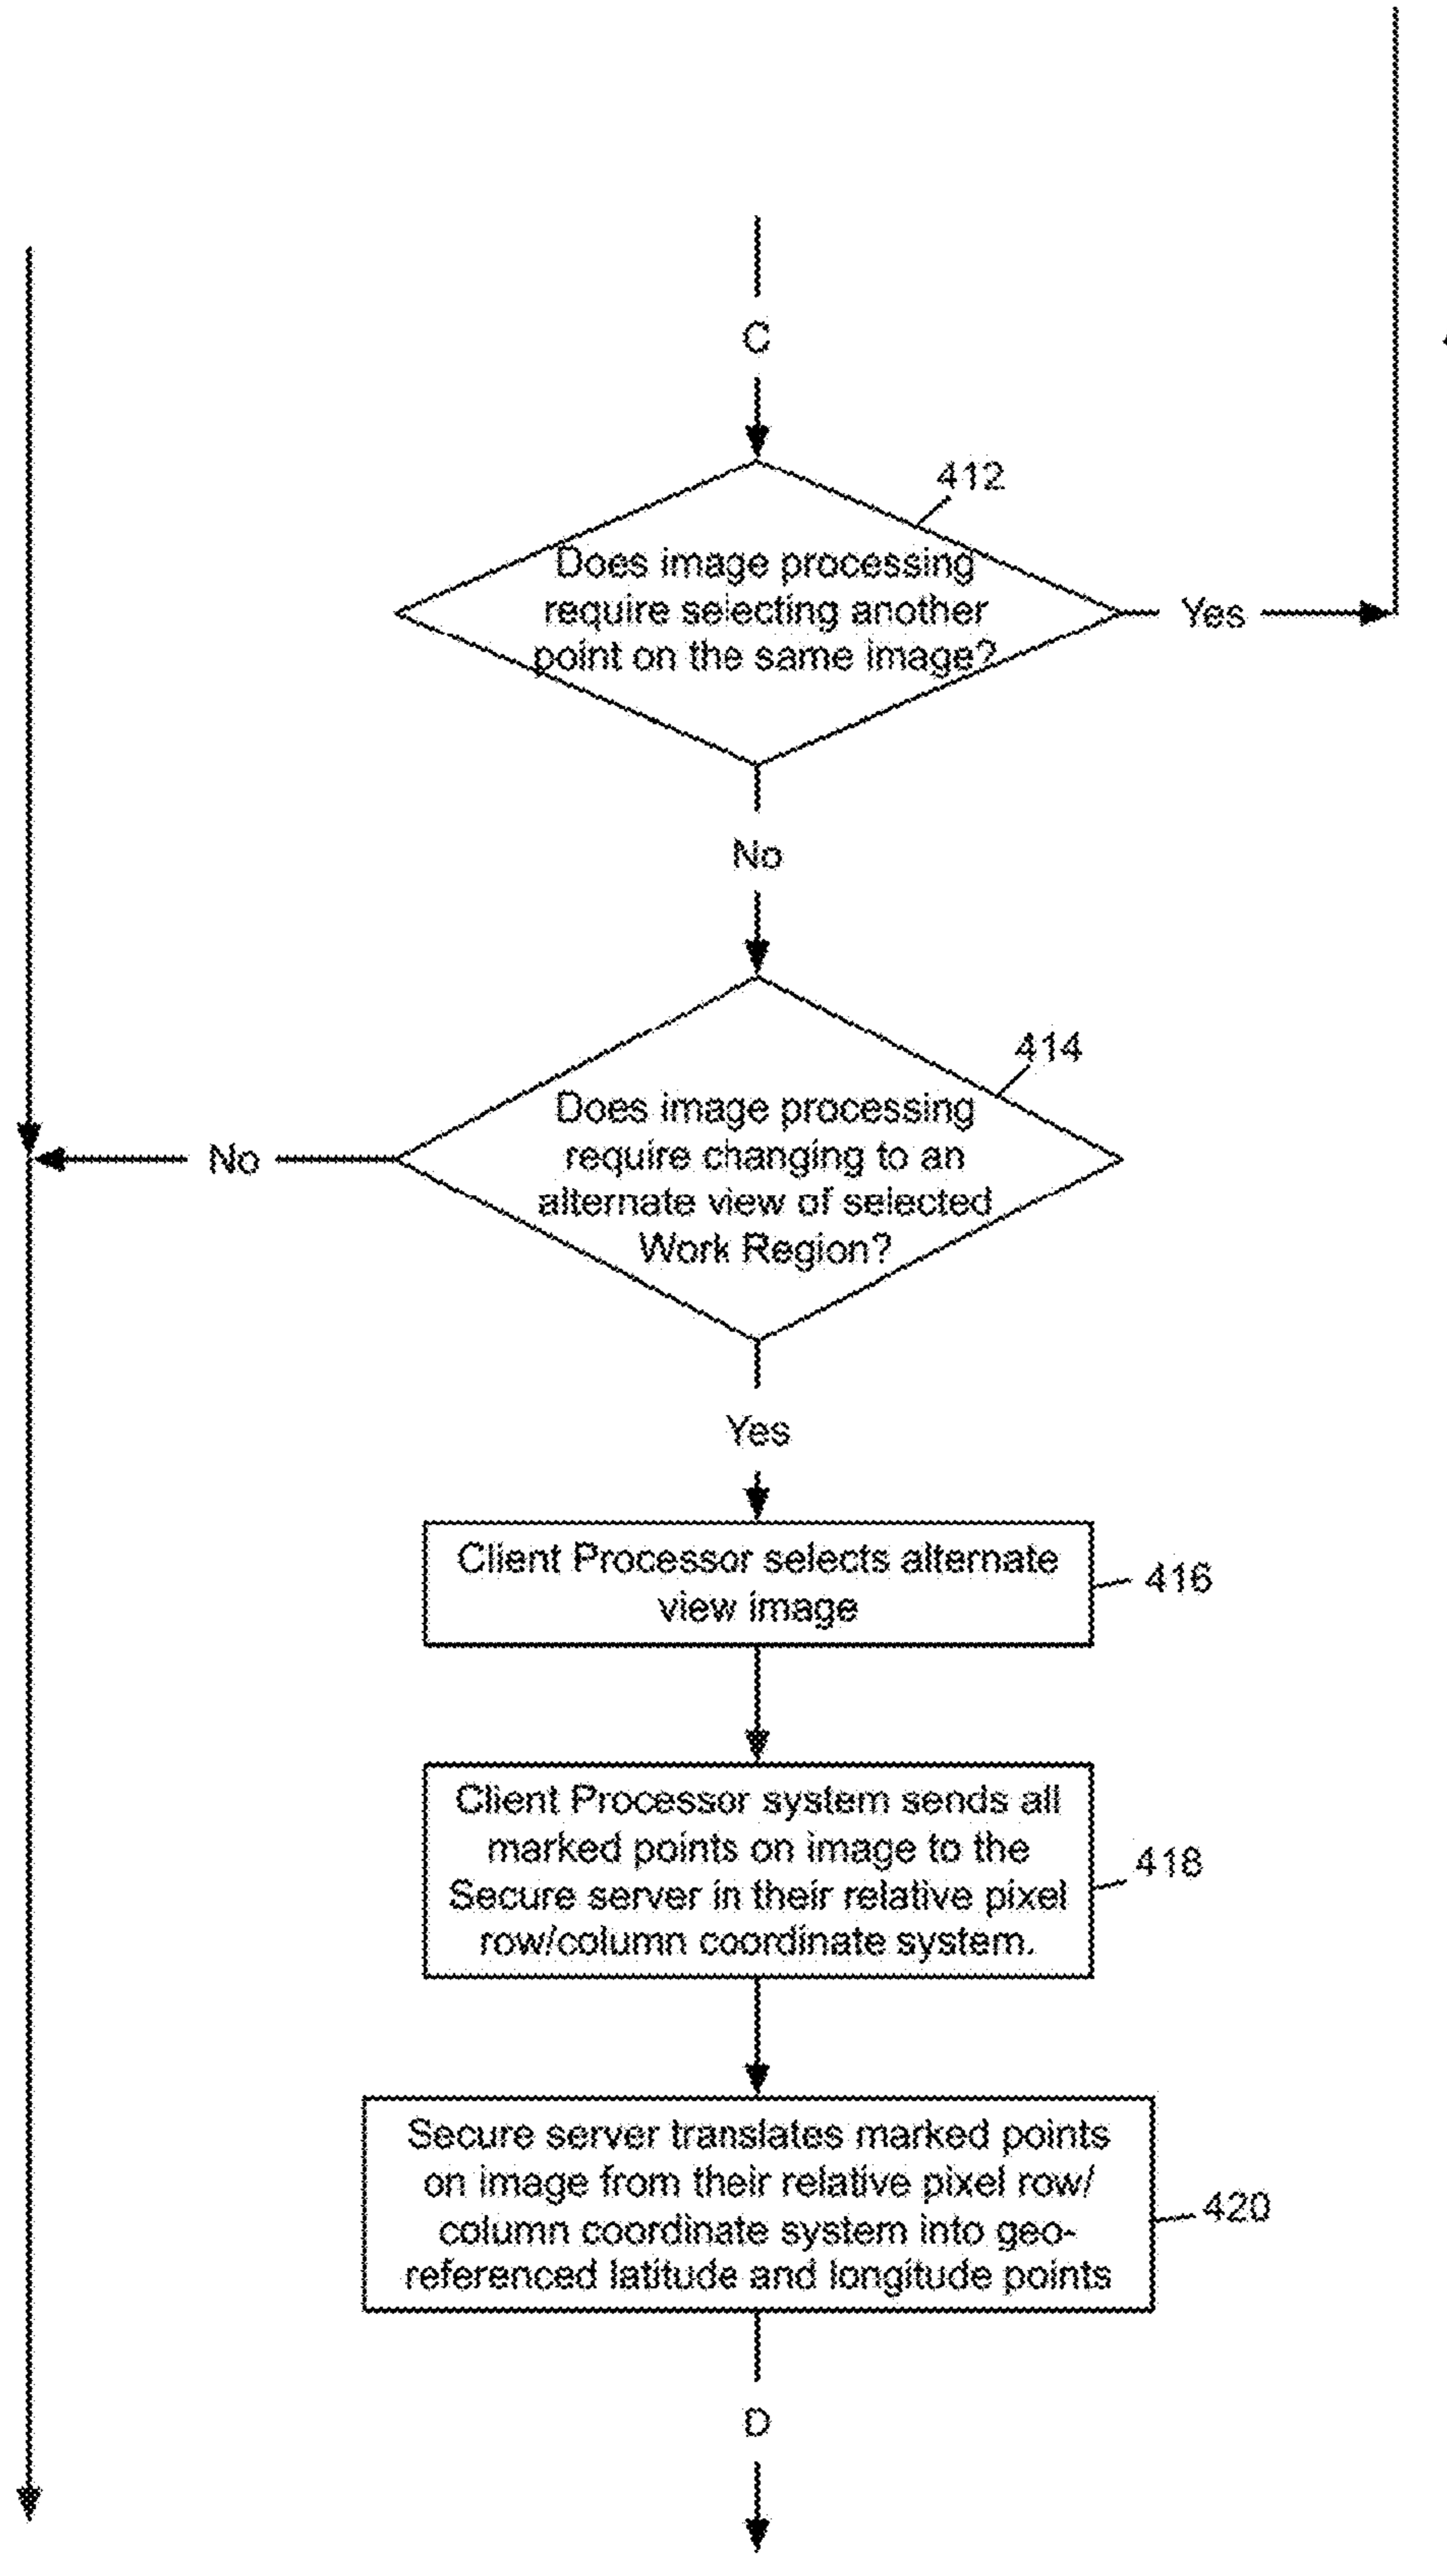 C
412
Does image processing
require selecting another
point on the same image?
Yes
No
414
Does image processing
require changing to an
alternate view of selected
Work Region?
No
Yes
Client Processor selects alternate
view image
416
Client Processor system sends all
marked points on image to the
Secure server in their relative pixel
row/column coordinate system.
418
Secure server translates marked points
on image from their relative pixel row/
column coordinate system into geo-
referenced latitude and longitude points
420
D